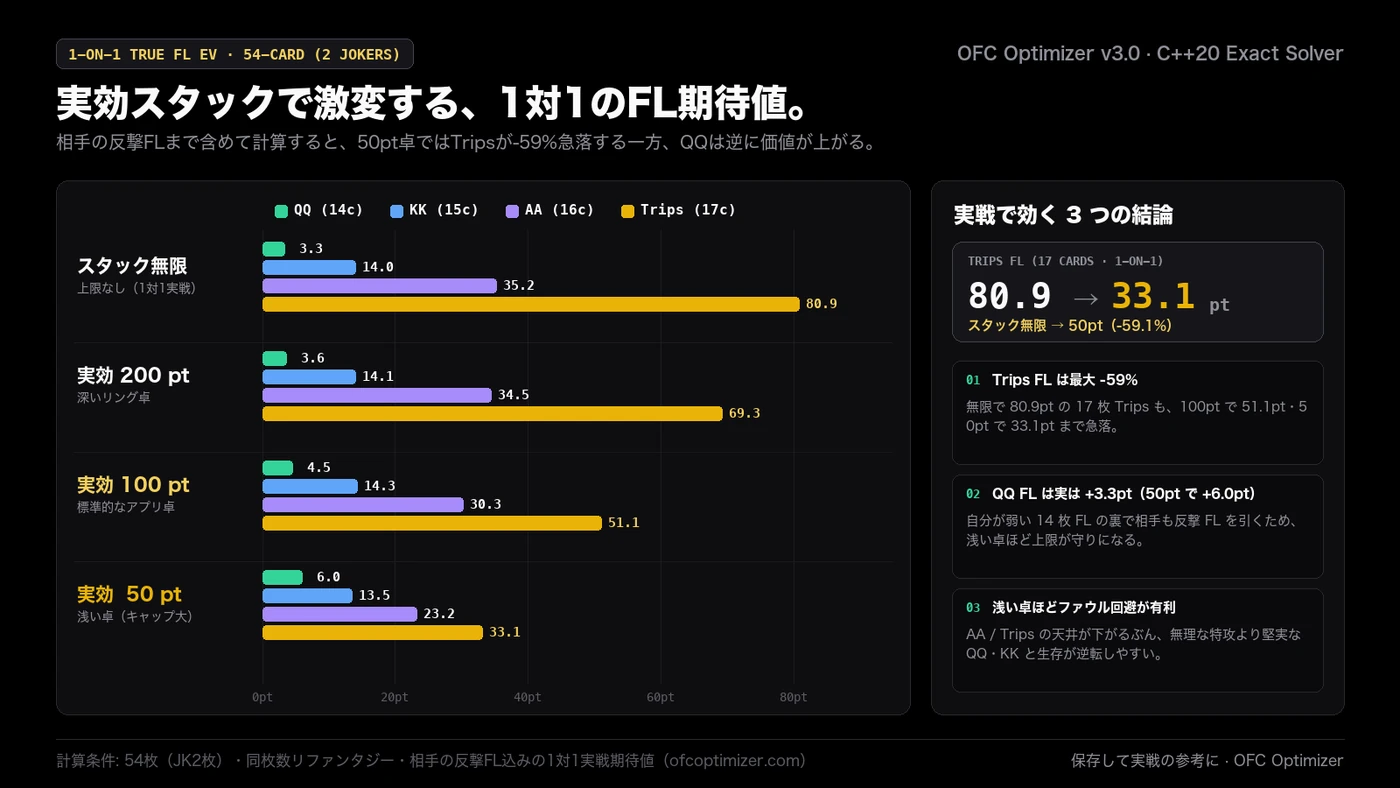 1–ON–1 TRUE FL EV · 54–CARD (2 JOKERS)
OFC Optimizer v3.0 · C++20 Exact Solver
実効スタックで激変する、1対1のFL期待値。
相手の反撃FLまで含めて計算すると、50pt卓ではTripsが-59%急落する一方、QQは逆に価値が上がる。
QQ (14c)
KK (15c)
AA (16c)
Trips (17c)
スタック無限
上限なし（1対1実戦）
3.3
14.0
35.2
80.9
実効 200 pt
深いリング卓
3.6
14.1
34.5
69.3
実効 100 pt
標準的なアプリ卓
4.5
14.3
30.3
51.1
実効 50 pt
浅い卓（キャップ大）
6.0
13.5
23.2
33.1
0pt
20pt
40pt
60pt
80pt
実戦で効く 3 つの結論
TRIPS FL (17 CARDS · 1–ON–1)
80.9 → 33.1 pt
スタック無限 → 50pt（-59.1%）
01 Trips FL は最大 -59%
無限で 80.9pt の 17 枚 Trips も、100pt で 51.1pt・5
0pt で 33.1pt まで急落。
02 QQ FL は実は +3.3pt（50pt で +6.0pt）
自分が弱い 14 枚 FL の裏で相手も反撃 FL を引くため、
浅い卓ほど上限が守りになる。
03 浅い卓ほどファウル回避が有利
AA / Trips の天井が下がるぶん、無理な特攻より堅実な
QQ・KK と生存が逆転しやすい。
計算条件: 54枚（JK2枚）・同枚数リファンタジー・相手の反撃FL込みの1対1実戦期待値（ofcoptimizer.com）
保存して実戦の参考に · OFC Optimizer